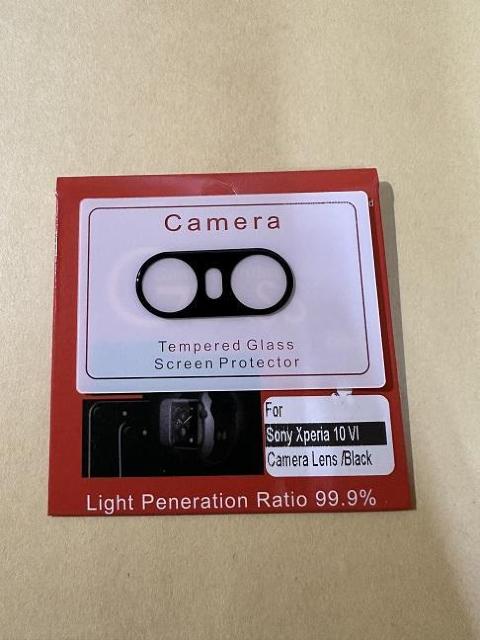 Camera
Tempered Glass
Screen Protector
For
Sony Xperia 10 VI
Camera Lens /Black
Light Peneration Ratio 99.9%